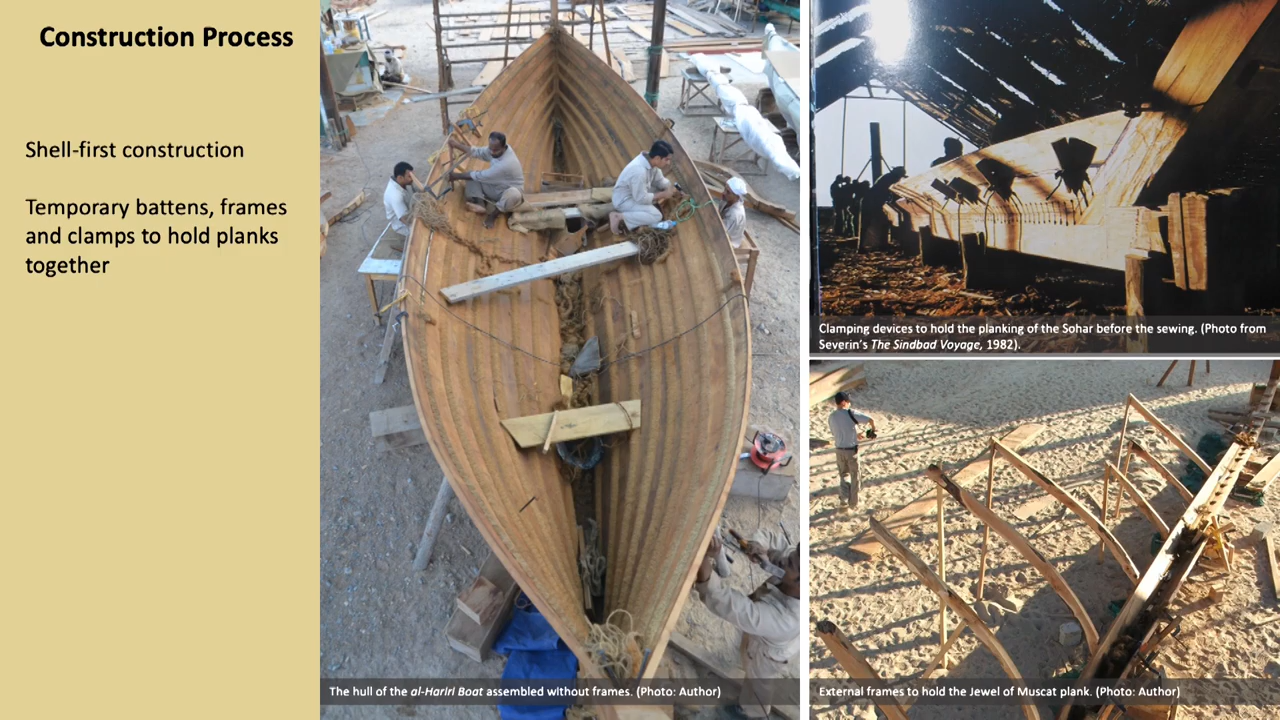 Construction Process
Shell-first construction
Temporary battens, frames
and clamps to hold planks
together
The hull of the al-Hariri Boat assembled without frames. (Photo: Author)
Clamping devices to hold the planking of the Sohar before the sewing. (Photo from
Severin's The Sindbad Voyage, 1982).
External frames to hold the Jewel of Muscat plank. (Photo: Author)